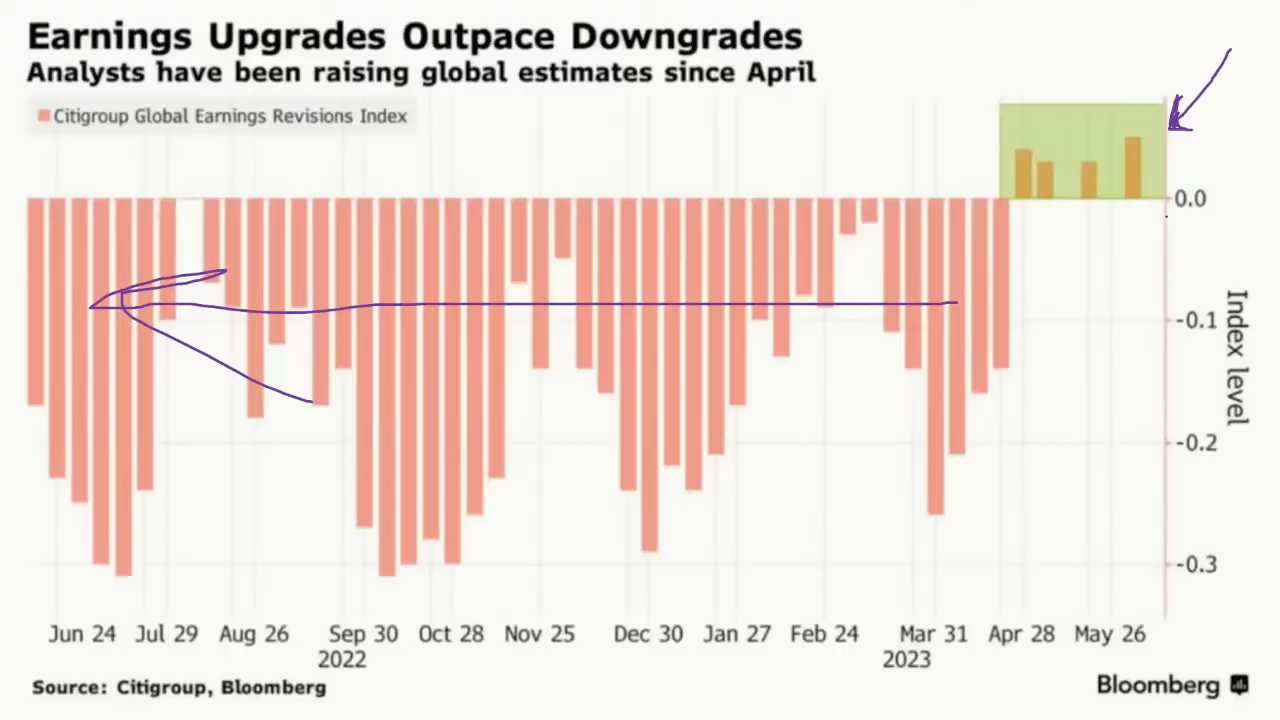 Earnings Upgrades Outpace Downgrades
Analysts have been raising global estimates since April
Citigroup Global Earnings Revisions Index
0.0
-0.1
-0.2
-0.3
Index level
Jun 24 Jul 29 Aug 26 Sep 30 Oct 28 Nov 25 Dec 30 Jan 27 Feb 24 Mar 31 Apr 28 May 26
2022 2023
Source: Citigroup, Bloomberg
Bloomberg